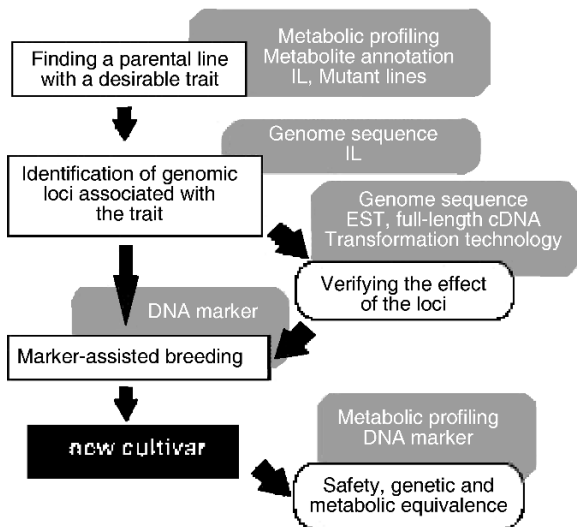 Metabolic profiling
Metabolite annotation
IL, Mutant lines
Finding a parental line
with a desirable trait
Genome sequence
IL
Identification of genomic
loci associated with
the trait
Genome sequence
EST, full-length cDNA
Transformation technology
Verifying the effect
of the loci
DNA marker
Marker-assisted breeding
new cultivar
Metabolic profiling
DNA marker
Safety, genetic and
metabolic equivalence